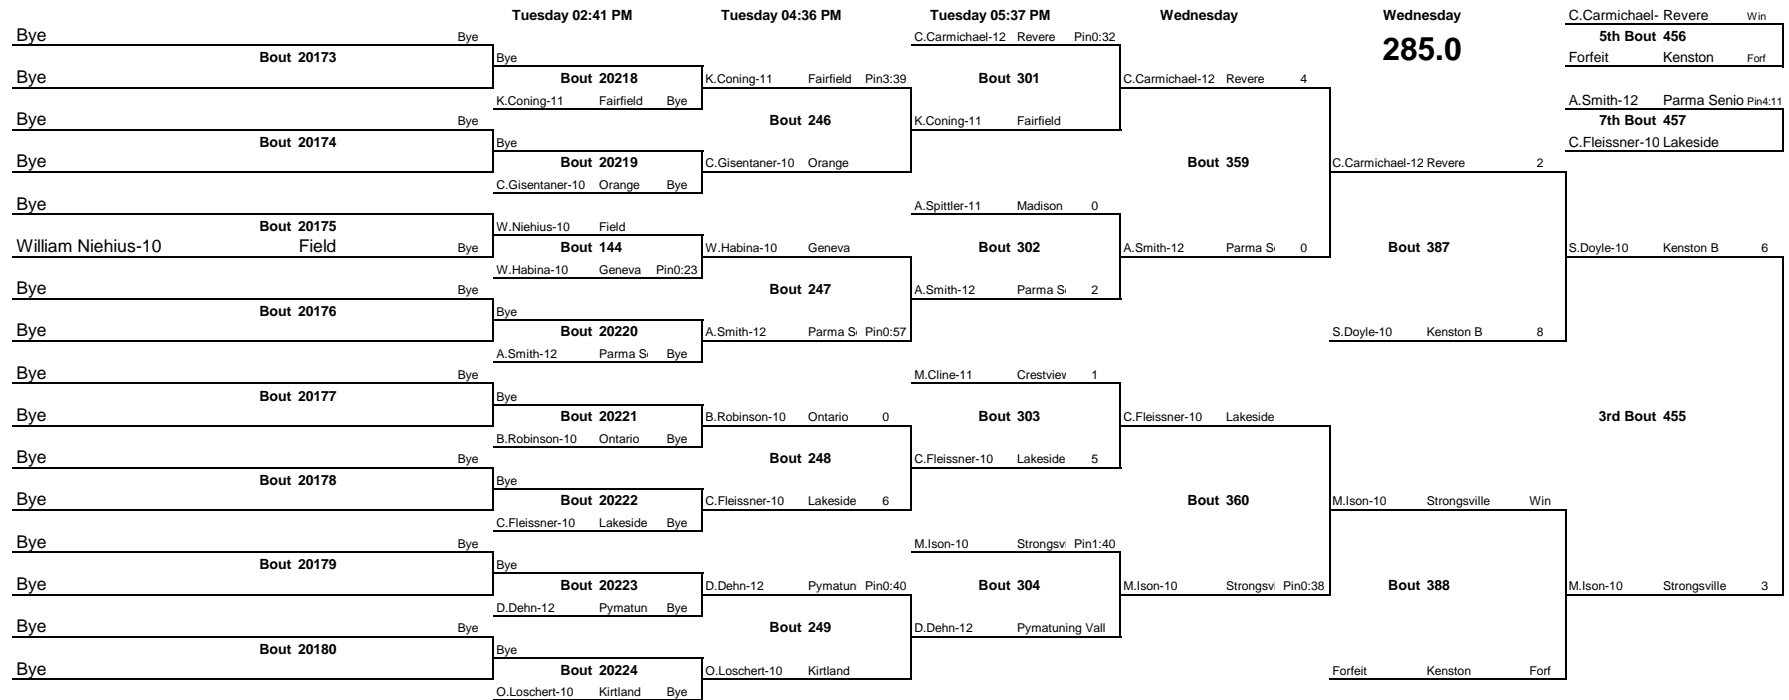 Tuesday 02:41 PM Tuesday 04:36 PM Tuesday 05:37 PM Wednesday Wednesday C.Carmichael- Revere Win
Bye Bye C.Carmichael-12 Revere Pin0:32 5th Bout 456
Bout 20173 Bye 285.0 Forfeit Kenston Forf
Bye Bout 20218 K.Coning-11 Fairfield Pin3:39 Bout 301 C.Carmichael-12 Revere 4
K.Coning-11 Fairfield Bye A.Smith-12 Parma Senio Pin4:11
Bye Bye Bout 246 K.Coning-11 Fairfield 7th Bout 457
Bout 20174 Bye C.Fleissner-10 Lakeside
Bye Bout 20219 C.Gisentaner-10 Orange Bout 359 C.Carmichael-12 Revere 2
C.Gisentaner-10 Orange Bye
Bye Bye A.Spittler-11 Madison 0
Bout 20175 W.Niehius-10 Field
William Niehius-10 Field Bye Bout 144 W.Habina-10 Geneva Bout 302 A.Smith-12 Parma S 0 Bout 387 S.Doyle-10 Kenston B 6
W.Habina-10 Geneva Pin0:23
Bye Bye Bout 247 A.Smith-12 Parma S 2
Bout 20176 Bye
Bye Bout 20220 A.Smith-12 Parma S Pin0:57 S.Doyle-10 Kenston B 8
A.Smith-12 Parma S Bye
Bye Bye M.Cline-11 Crestview 1
Bout 20177 Bye
Bye Bout 20221 B.Robinson-10 Ontario 0 Bout 303 C.Fleissner-10 Lakeside 3rd Bout 455
B.Robinson-10 Ontario Bye
Bye Bye Bout 248 C.Fleissner-10 Lakeside 5
Bout 20178 Bye
Bye Bout 20222 C.Fleissner-10 Lakeside 6 Bout 360 M.Ison-10 Strongsville Win
C.Fleissner-10 Lakeside Bye
Bye Bye M.Ison-10 Strongsvi Pin1:40
Bout 20179 Bye
Bye Bout 20223 D.Dehn-12 Pymatun Pin0:40 Bout 304 M.Ison-10 Strongsvi Pin0:38 Bout 388 M.Ison-10 Strongsville 3
D.Dehn-12 Pymatun Bye
Bye Bye Bout 249 D.Dehn-12 Pymatuning Vall
Bout 20180 Bye
Bye Bout 20224 O.Loschert-10 Kirtland Forfeit Kenston Forf
O.Loschert-10 Kirtland Bye